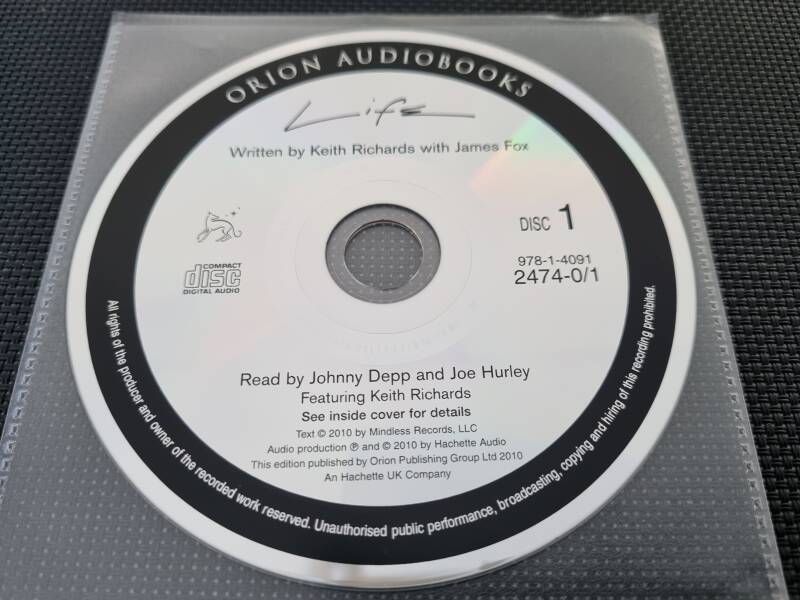 ORION AUDIOBOOKS
Life
Written by Keith Richards with James Fox
DISC 1
978-1-4091
2474-0/1
COMPACT
disc
DIGITAL AUDIO
Read by Johnny Depp and Joe Hurley
Featuring Keith Richards
See inside cover for details
Text © 2010 by Mindless Records, LLC
Audio production ℗ and © 2010 by Hachette Audio
This edition published by Orion Publishing Group Ltd 2010
An Hachette UK Company
All rights of the producer and owner of the recorded work reserved. Unauthorised public performance, broadcasting, copying and hiring of this recording prohibited.